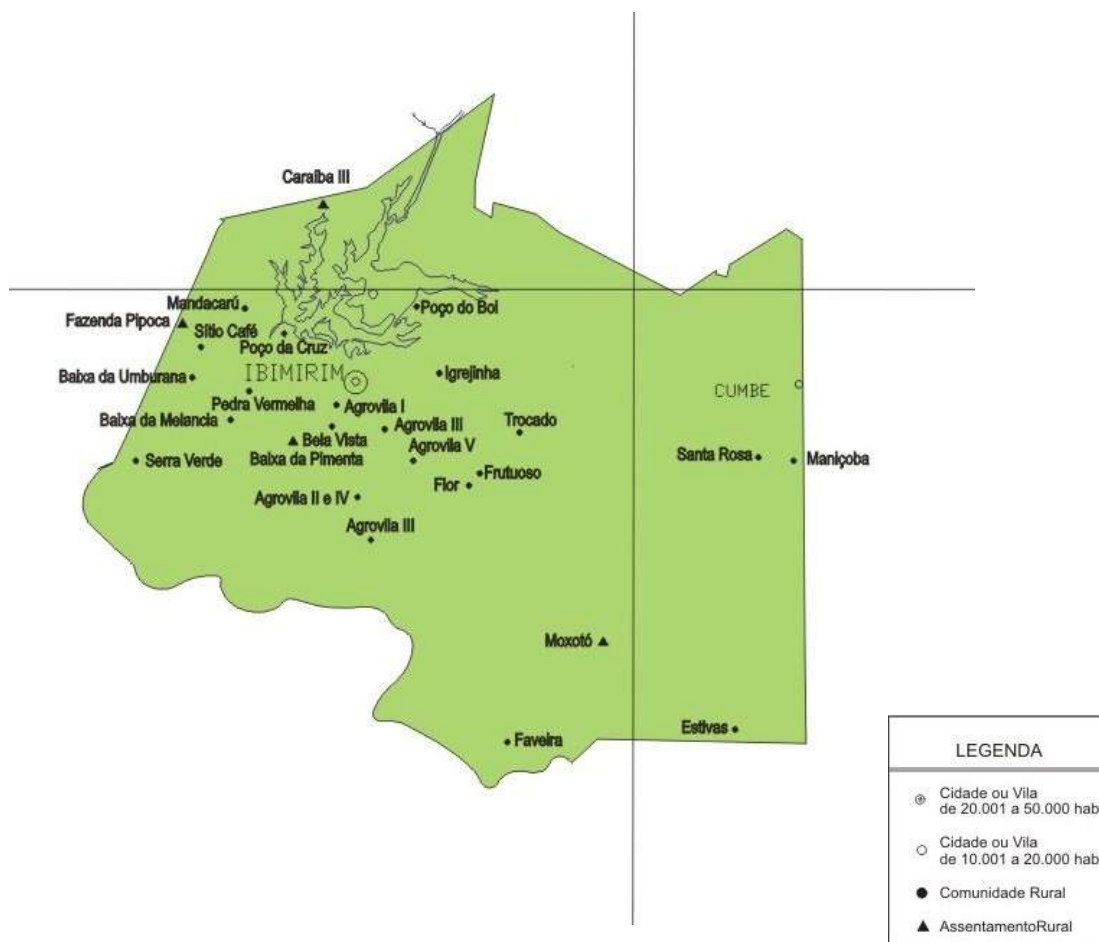 Caraíba III
Mandacarú
Poço do Boi
Fazenda Pipoca
Sítio Café
Poço da Cruz
IBIMIRIM
Igrejinha
Baixa da Umburana
CUMBE
Pedra Vermelha
Agrovila I
Baixa da Melancia
Trocado
Agrovila III
Bela Vista
Agrovila V
Serra Verde
Baixa da Pimenta
Santa Rosa
Maniçoba
Frutuoso
Flor
Agrovila II e IV
Agrovila III
Moxotó
Estivas
Faveira
LEGENDA
Cidade ou Vila
de 20.001 a 50.000 hab
Cidade ou Vila
de 10.001 a 20.000 hab
Comunidade Rural
AssentamentoRural